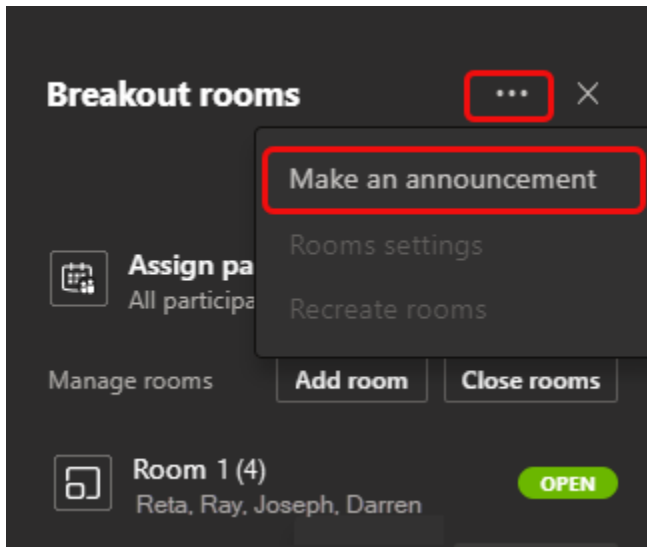 Breakout rooms ...
Make an announcement
Rooms settings
Recreate rooms
Assign pa
All participa
Manage rooms Add room Close rooms
Room 1 (4) OPEN
Reta, Ray, Joseph, Darren